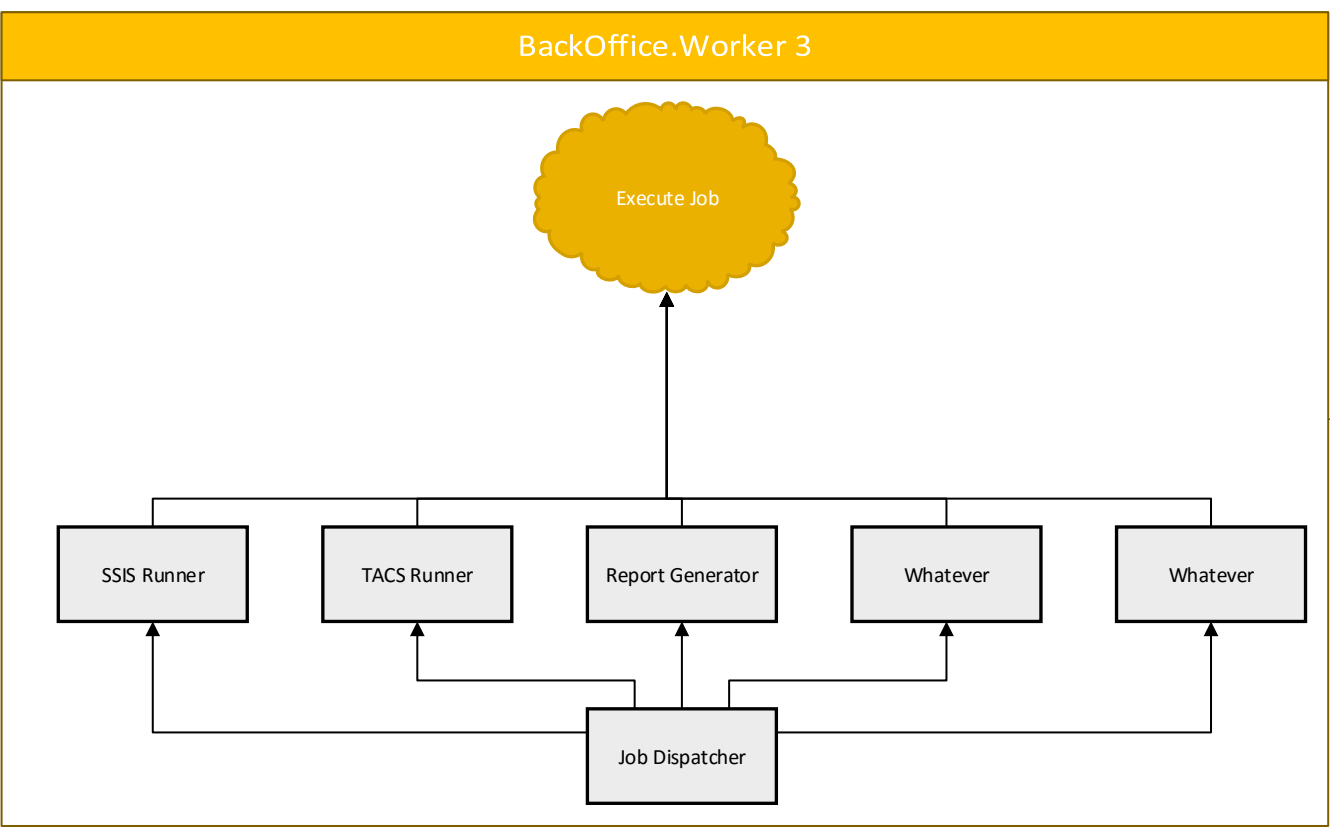 BackOffice.Worker 3
Execute Job
SSIS Runner
TACS Runner
Report Generator
Whatever
Whatever
Job Dispatcher